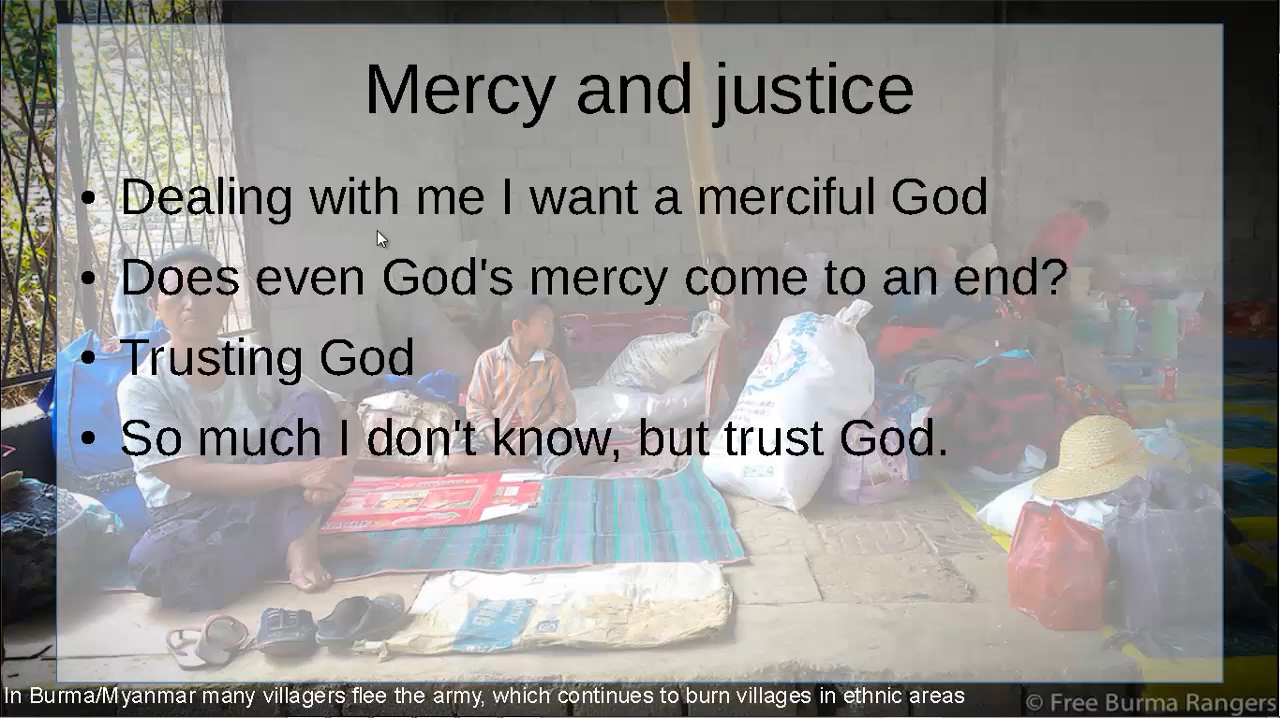 Mercy and justice
• Dealing with me I want a merciful God
• Does even God's mercy come to an end?
• Trusting God
• So much I don't know, but trust God.
In Burma/Myanmar many villagers flee the army, which continues to burn villages in ethnic areas
© Free Burma Rangers